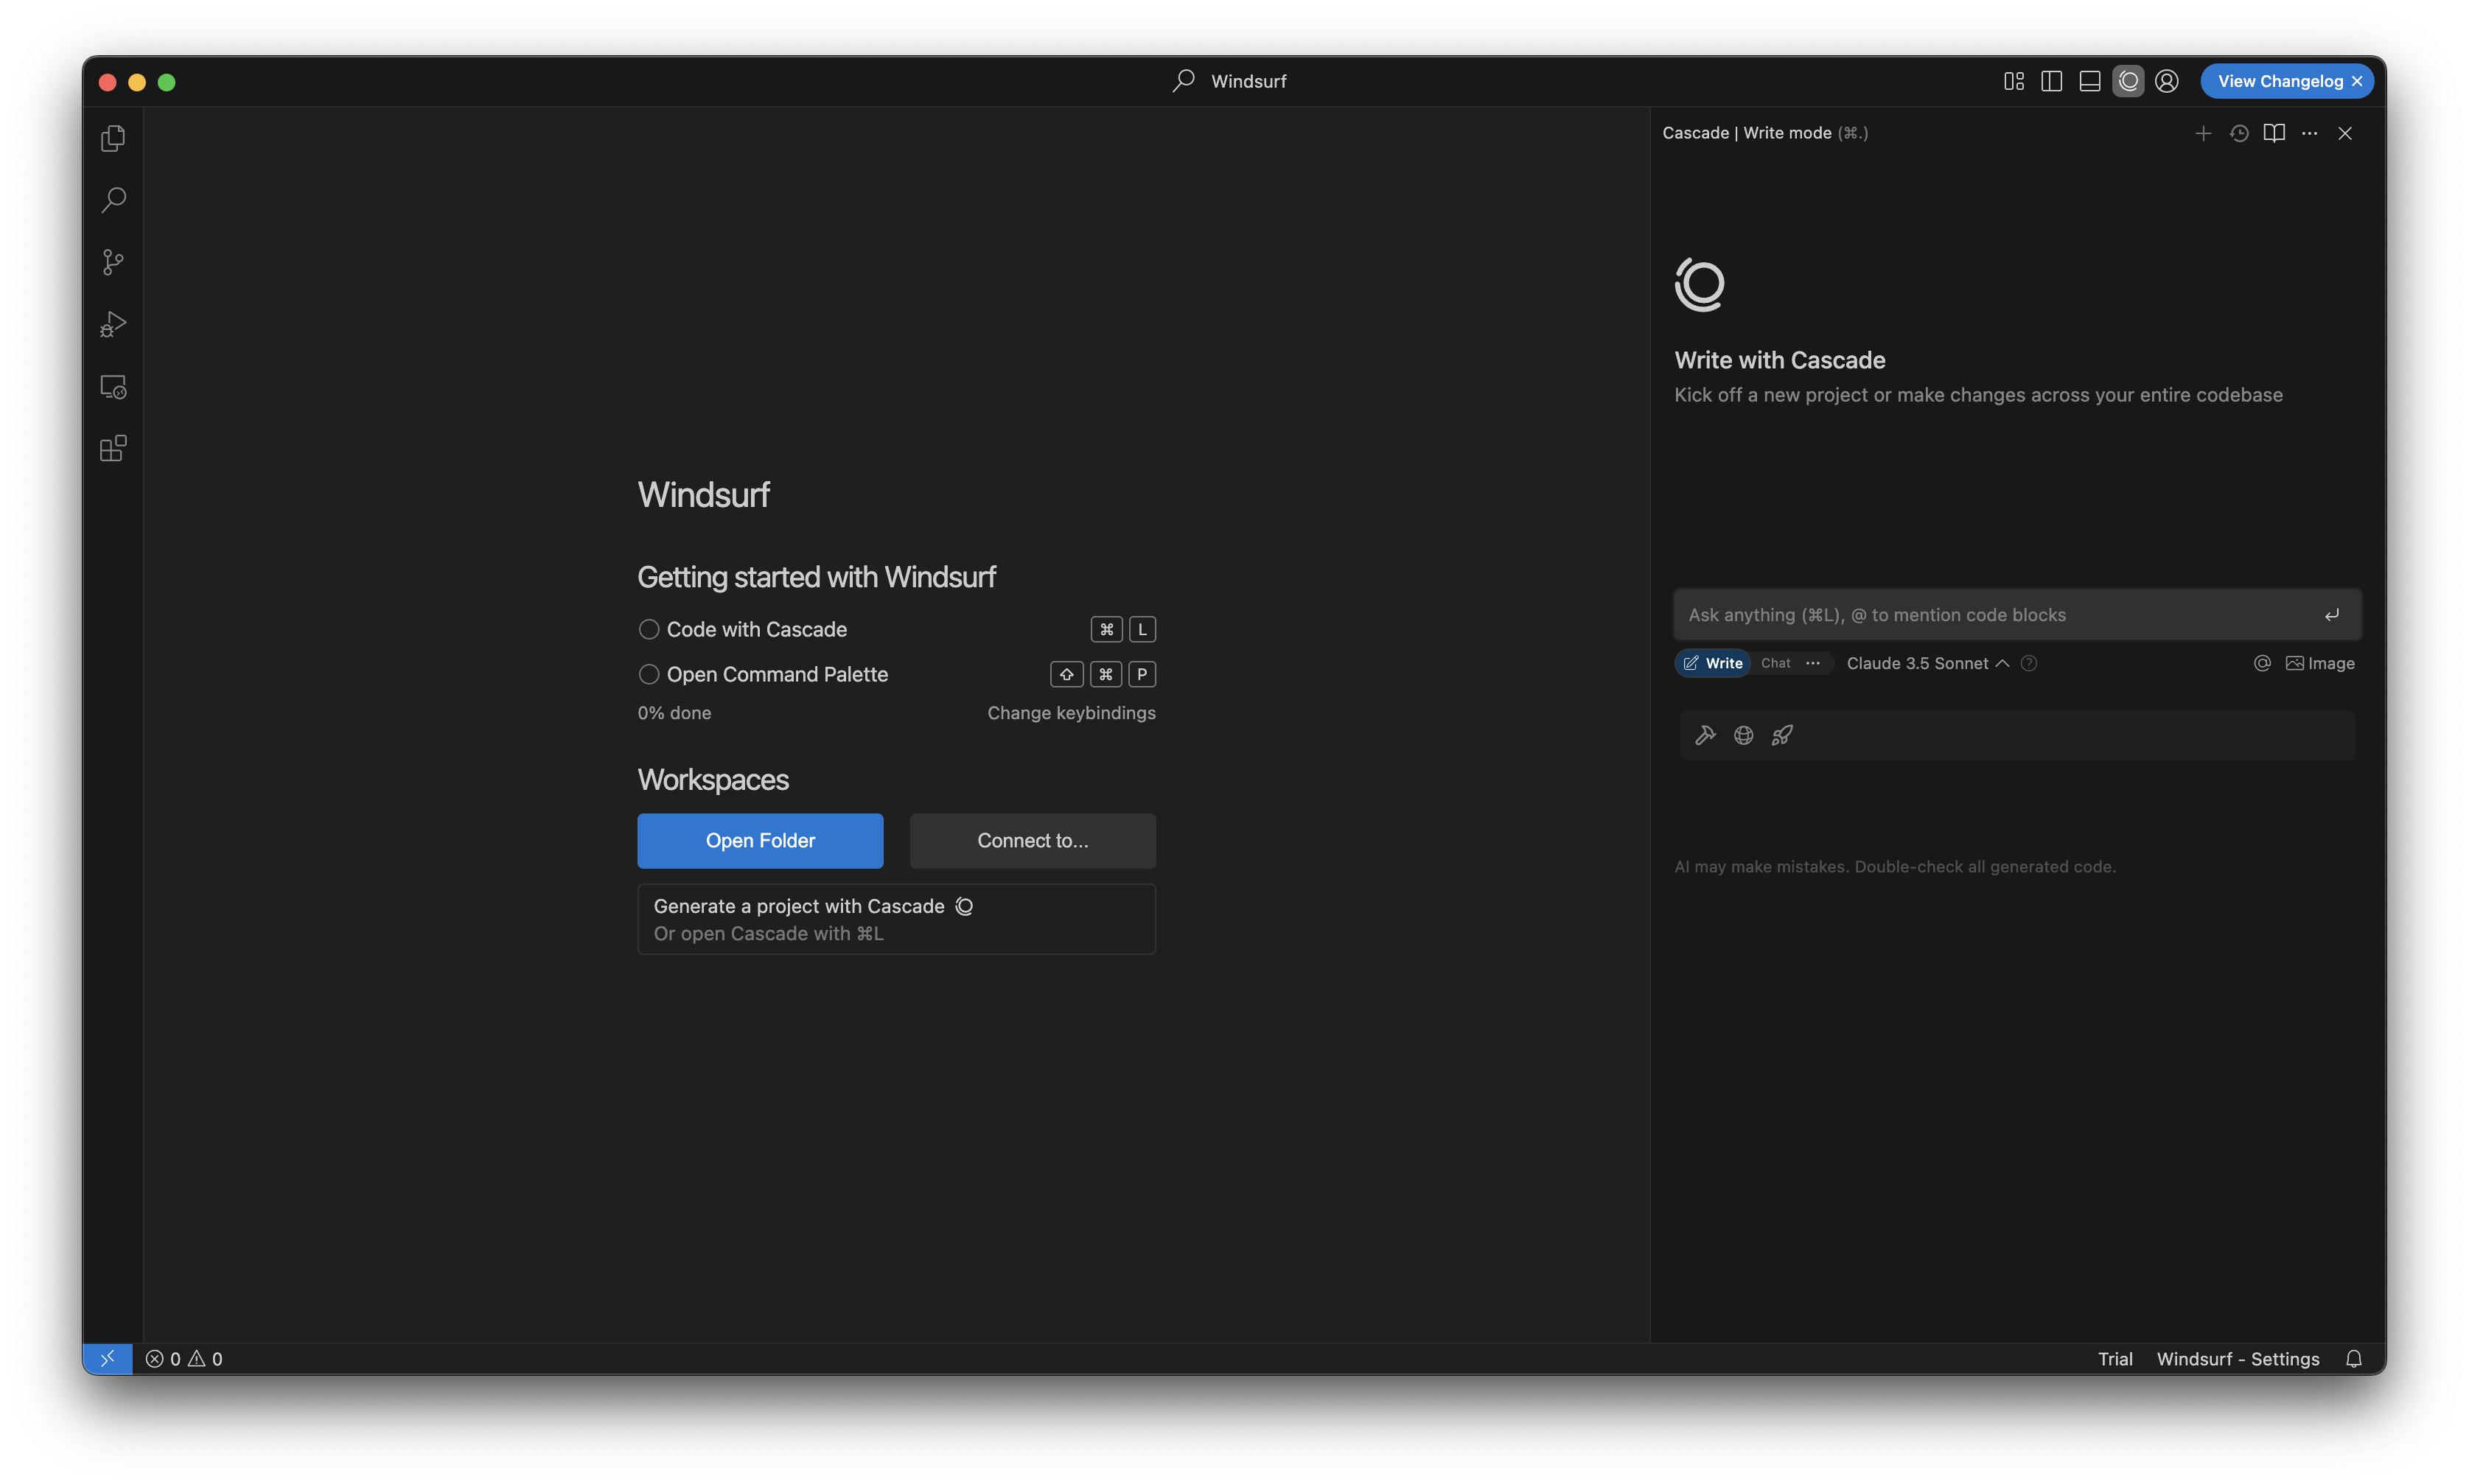 Windsurf
View Changelog
Cascade | Write mode (⌘.)
Write with Cascade
Kick off a new project or make changes across your entire codebase
Windsurf
Getting started with Windsurf
Code with Cascade ⌘ L
Open Command Palette ⇧ ⌘ P
0% done Change keybindings
Workspaces
Open Folder Connect to...
Generate a project with Cascade
Or open Cascade with ⌘L
Ask anything (⌘L), @ to mention code blocks
Write Chat ··· Claude 3.5 Sonnet @ Image
AI may make mistakes. Double-check all generated code.
0 0
Trial Windsurf - Settings